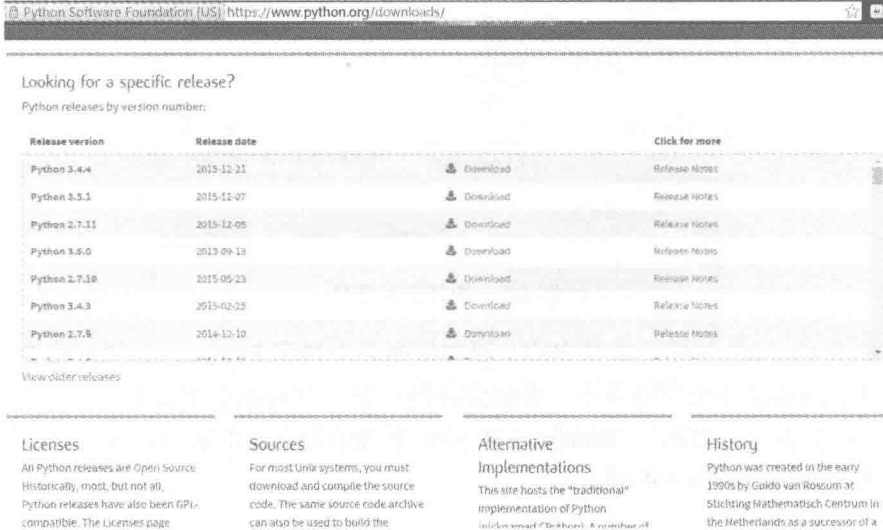 Python Software Foundation (US) https://www.python.org/downloads/
Looking for a specific release?
Python releases by version number:
Release version Release date Click for more
Python 3.4.4 2015-12-21 Download Release Notes
Python 3.5.1 2015-12-07 Download Release Notes
Python 2.7.11 2015-12-05 Download Release Notes
Python 3.5.0 2015-09-13 Download Release Notes
Python 2.7.10 2015-05-23 Download Release Notes
Python 3.4.3 2015-02-25 Download Release Notes
Python 2.7.9 2014-12-10 Download Release Notes
View older releases
Licenses
All Python releases are Open Source
Historically, most, but not all,
Python releases have also been GPL-
compatible. The Licenses page
Sources
For most Unix systems, you must
download and compile the source
code. The same source code archive
can also be used to build the
Alternative
Implementations
This site hosts the "traditional"
implementation of Python
(nicknamed CPython). A number of
History
Python was created in the early
1990s by Guido van Rossum at
Stichting Mathematisch Centrum in
the Netherlands as a successor of a